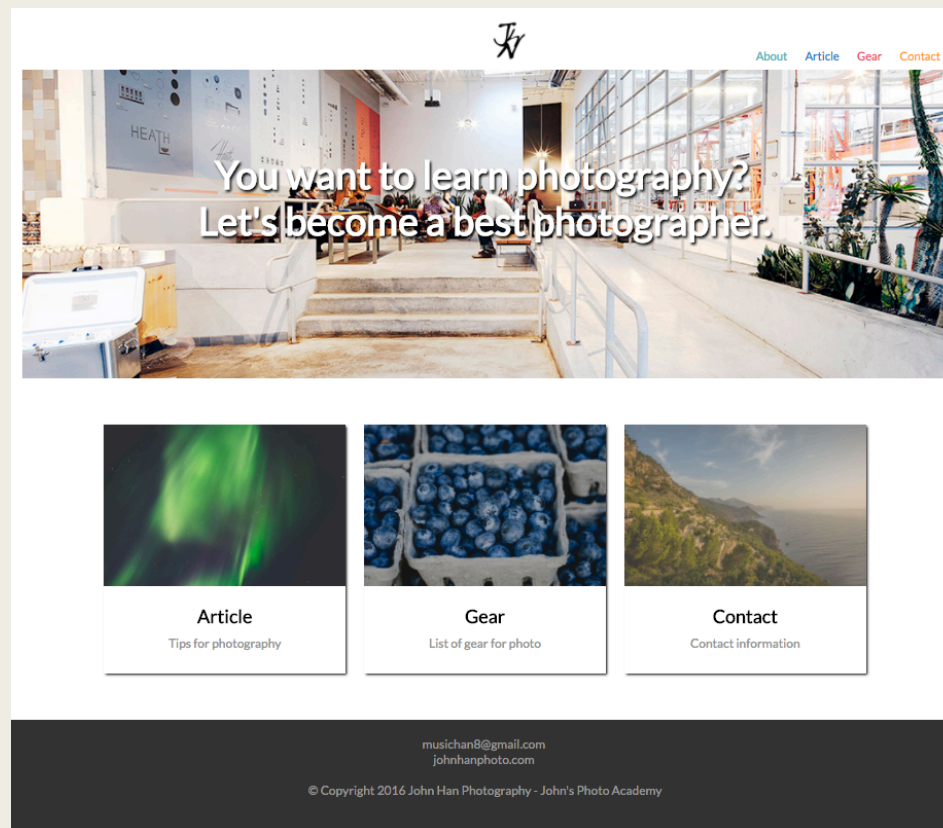 About Article Gear Contact
HEATH
You want to learn photography?
Let's become a best photographer.
Article
Tips for photography
Gear
List of gear for photo
Contact
Contact information
musichan8@gmail.com
johnhanphoto.com
© Copyright 2016 John Han Photography - John's Photo Academy